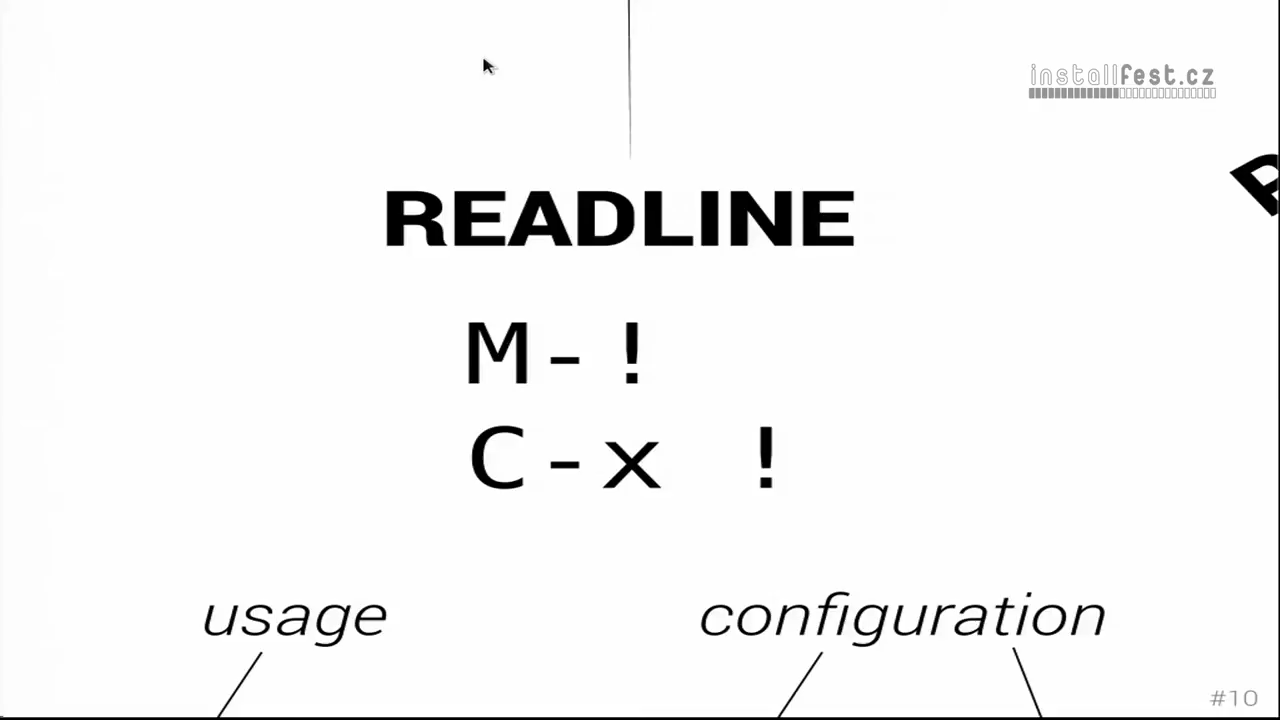 installfest.cz
READLINE
M-!
C-x !
usage
configuration
#10